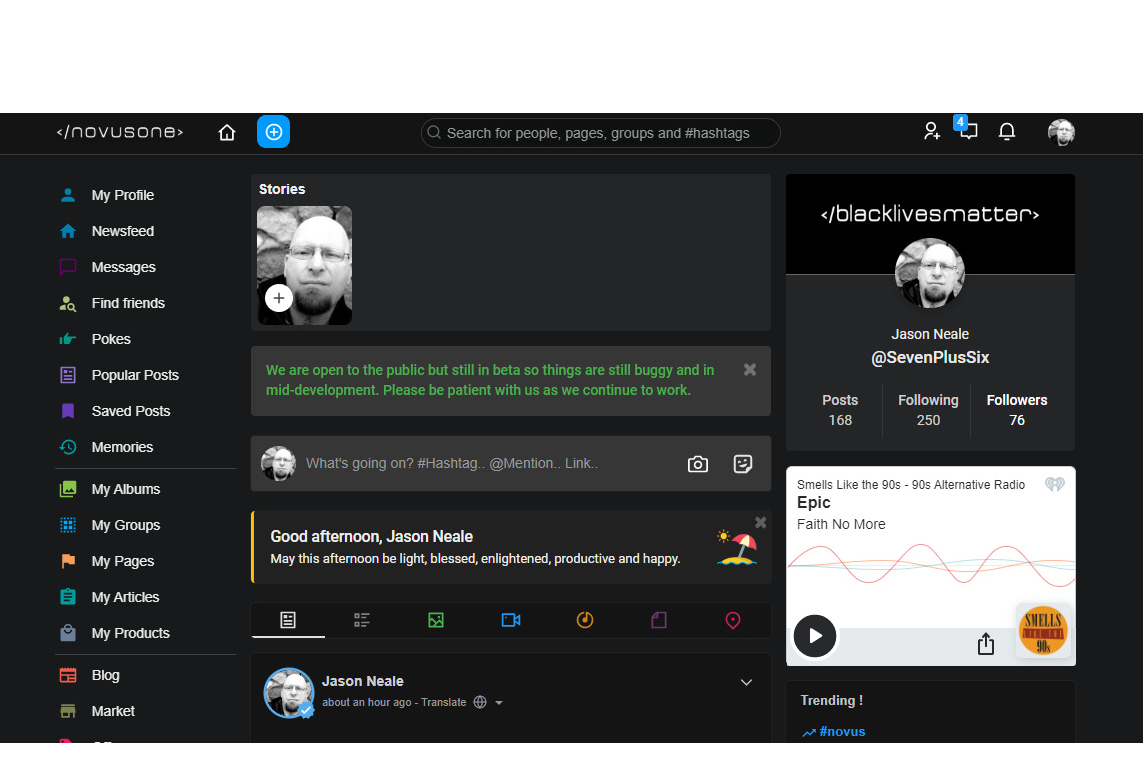 </novusone>
Search for people, pages, groups and #hashtags
4
My Profile
Newsfeed
Messages
Find friends
Pokes
Popular Posts
Saved Posts
Memories
My Albums
My Groups
My Pages
My Articles
My Products
Blog
Market
Stories
We are open to the public but still in beta so things are still buggy and in
mid-development. Please be patient with us as we continue to work.
What's going on? #Hashtag.. @Mention.. Link..
Good afternoon, Jason Neale
May this afternoon be light, blessed, enlightened, productive and happy.
Jason Neale
about an hour ago - Translate
</blacklivesmatter>
Jason Neale
@SevenPlusSix
Posts Following Followers
168 250 76
Smells Like the 90s - 90s Alternative Radio
Epic
Faith No More
SMELLS
LIKE THE
90s
Trending !
#novus